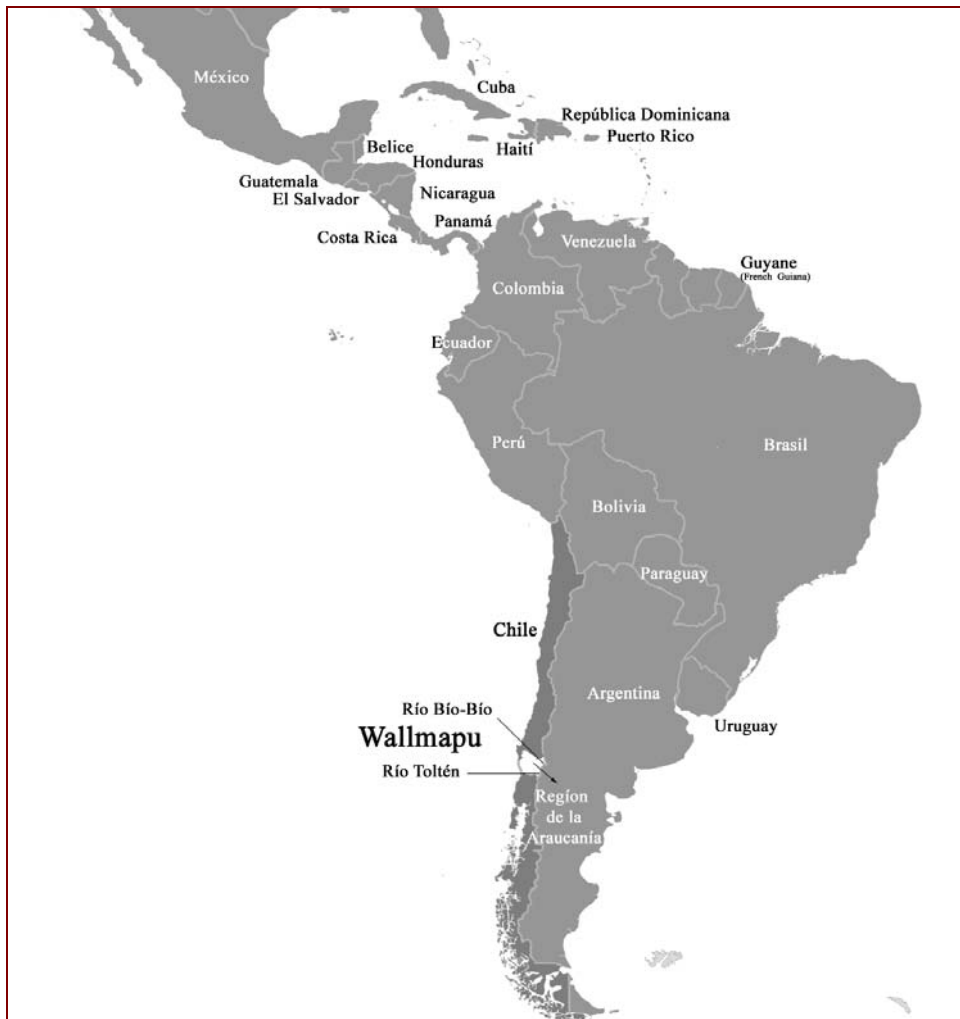 México
Cuba
República Dominicana
Puerto Rico
Haití
Belice
Honduras
Guatemala
El Salvador
Nicaragua
Panamá
Costa Rica
Venezuela
Guyane
(French Guiana)
Colombia
Ecuador
Perú
Brasil
Bolivia
Paraguay
Chile
Argentina
Río Bío-Bío
Uruguay
Wallmapu
Río Toltén
Regíon
de la
Araucanía